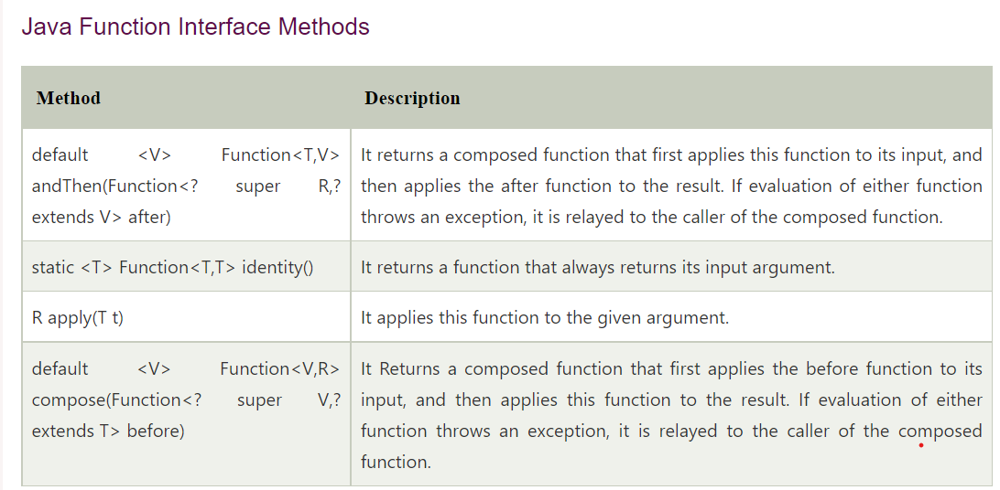 Java Function Interface Methods
Method Description
default <V> Function<T,V>
andThen(Function<? super R,?
extends V> after)
It returns a composed function that first applies this function to its input, and
then applies the after function to the result. If evaluation of either function
throws an exception, it is relayed to the caller of the composed function.
static <T> Function<T,T> identity()
It returns a function that always returns its input argument.
R apply(T t)
It applies this function to the given argument.
default <V> Function<V,R>
compose(Function<? super V,?
extends T> before)
It Returns a composed function that first applies the before function to its
input, and then applies this function to the result. If evaluation of either
function throws an exception, it is relayed to the caller of the composed
function.